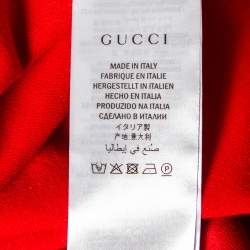 GUCCI
MADE IN ITALY
FABRIQUE EN ITALIE
HERGESTELLT IN ITALIEN
HECHO EN ITALIA
PRODUZIDO NA ITALIA
СДЕЛАНО В ИТАЛИИ
イタリア製
产地:意大利
صنع في إيطاليا